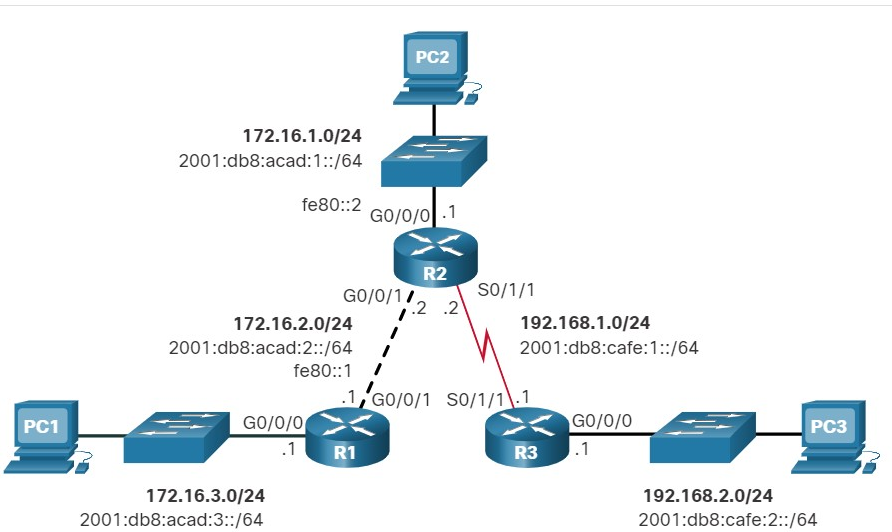 PC2
172.16.1.0/24
2001:db8:acad:1::/64
fe80::2
G0/0/0
.1
R2
G0/0/1
.2
.2
S0/1/1
172.16.2.0/24
2001:db8:acad:2::/64
fe80::1
192.168.1.0/24
2001:db8:cafe:1::/64
.1
G0/0/1
S0/1/1
.1
PC1
G0/0/0
.1
R1
R3
G0/0/0
.1
PC3
172.16.3.0/24
2001:db8:acad:3::/64
192.168.2.0/24
2001:db8:cafe:2::/64